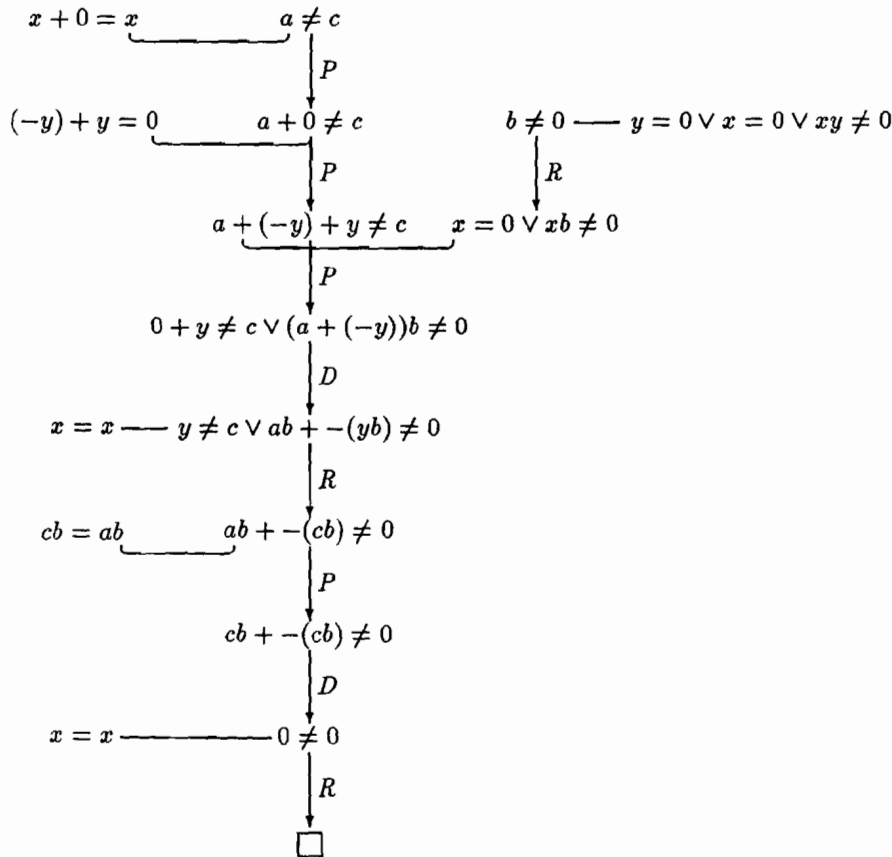 x + 0 = x a ≠ c
P
(−y) + y = 0 a + 0 ≠ c b ≠ 0 y = 0 ∨ x = 0 ∨ xy ≠ 0
P R
a + (−y) + y ≠ c x = 0 ∨ xb ≠ 0
P
0 + y ≠ c ∨ (a + (−y))b ≠ 0
D
x = x y ≠ c ∨ ab + −(yb) ≠ 0
R
cb = ab ab + −(cb) ≠ 0
P
cb + −(cb) ≠ 0
D
x = x 0 ≠ 0
R